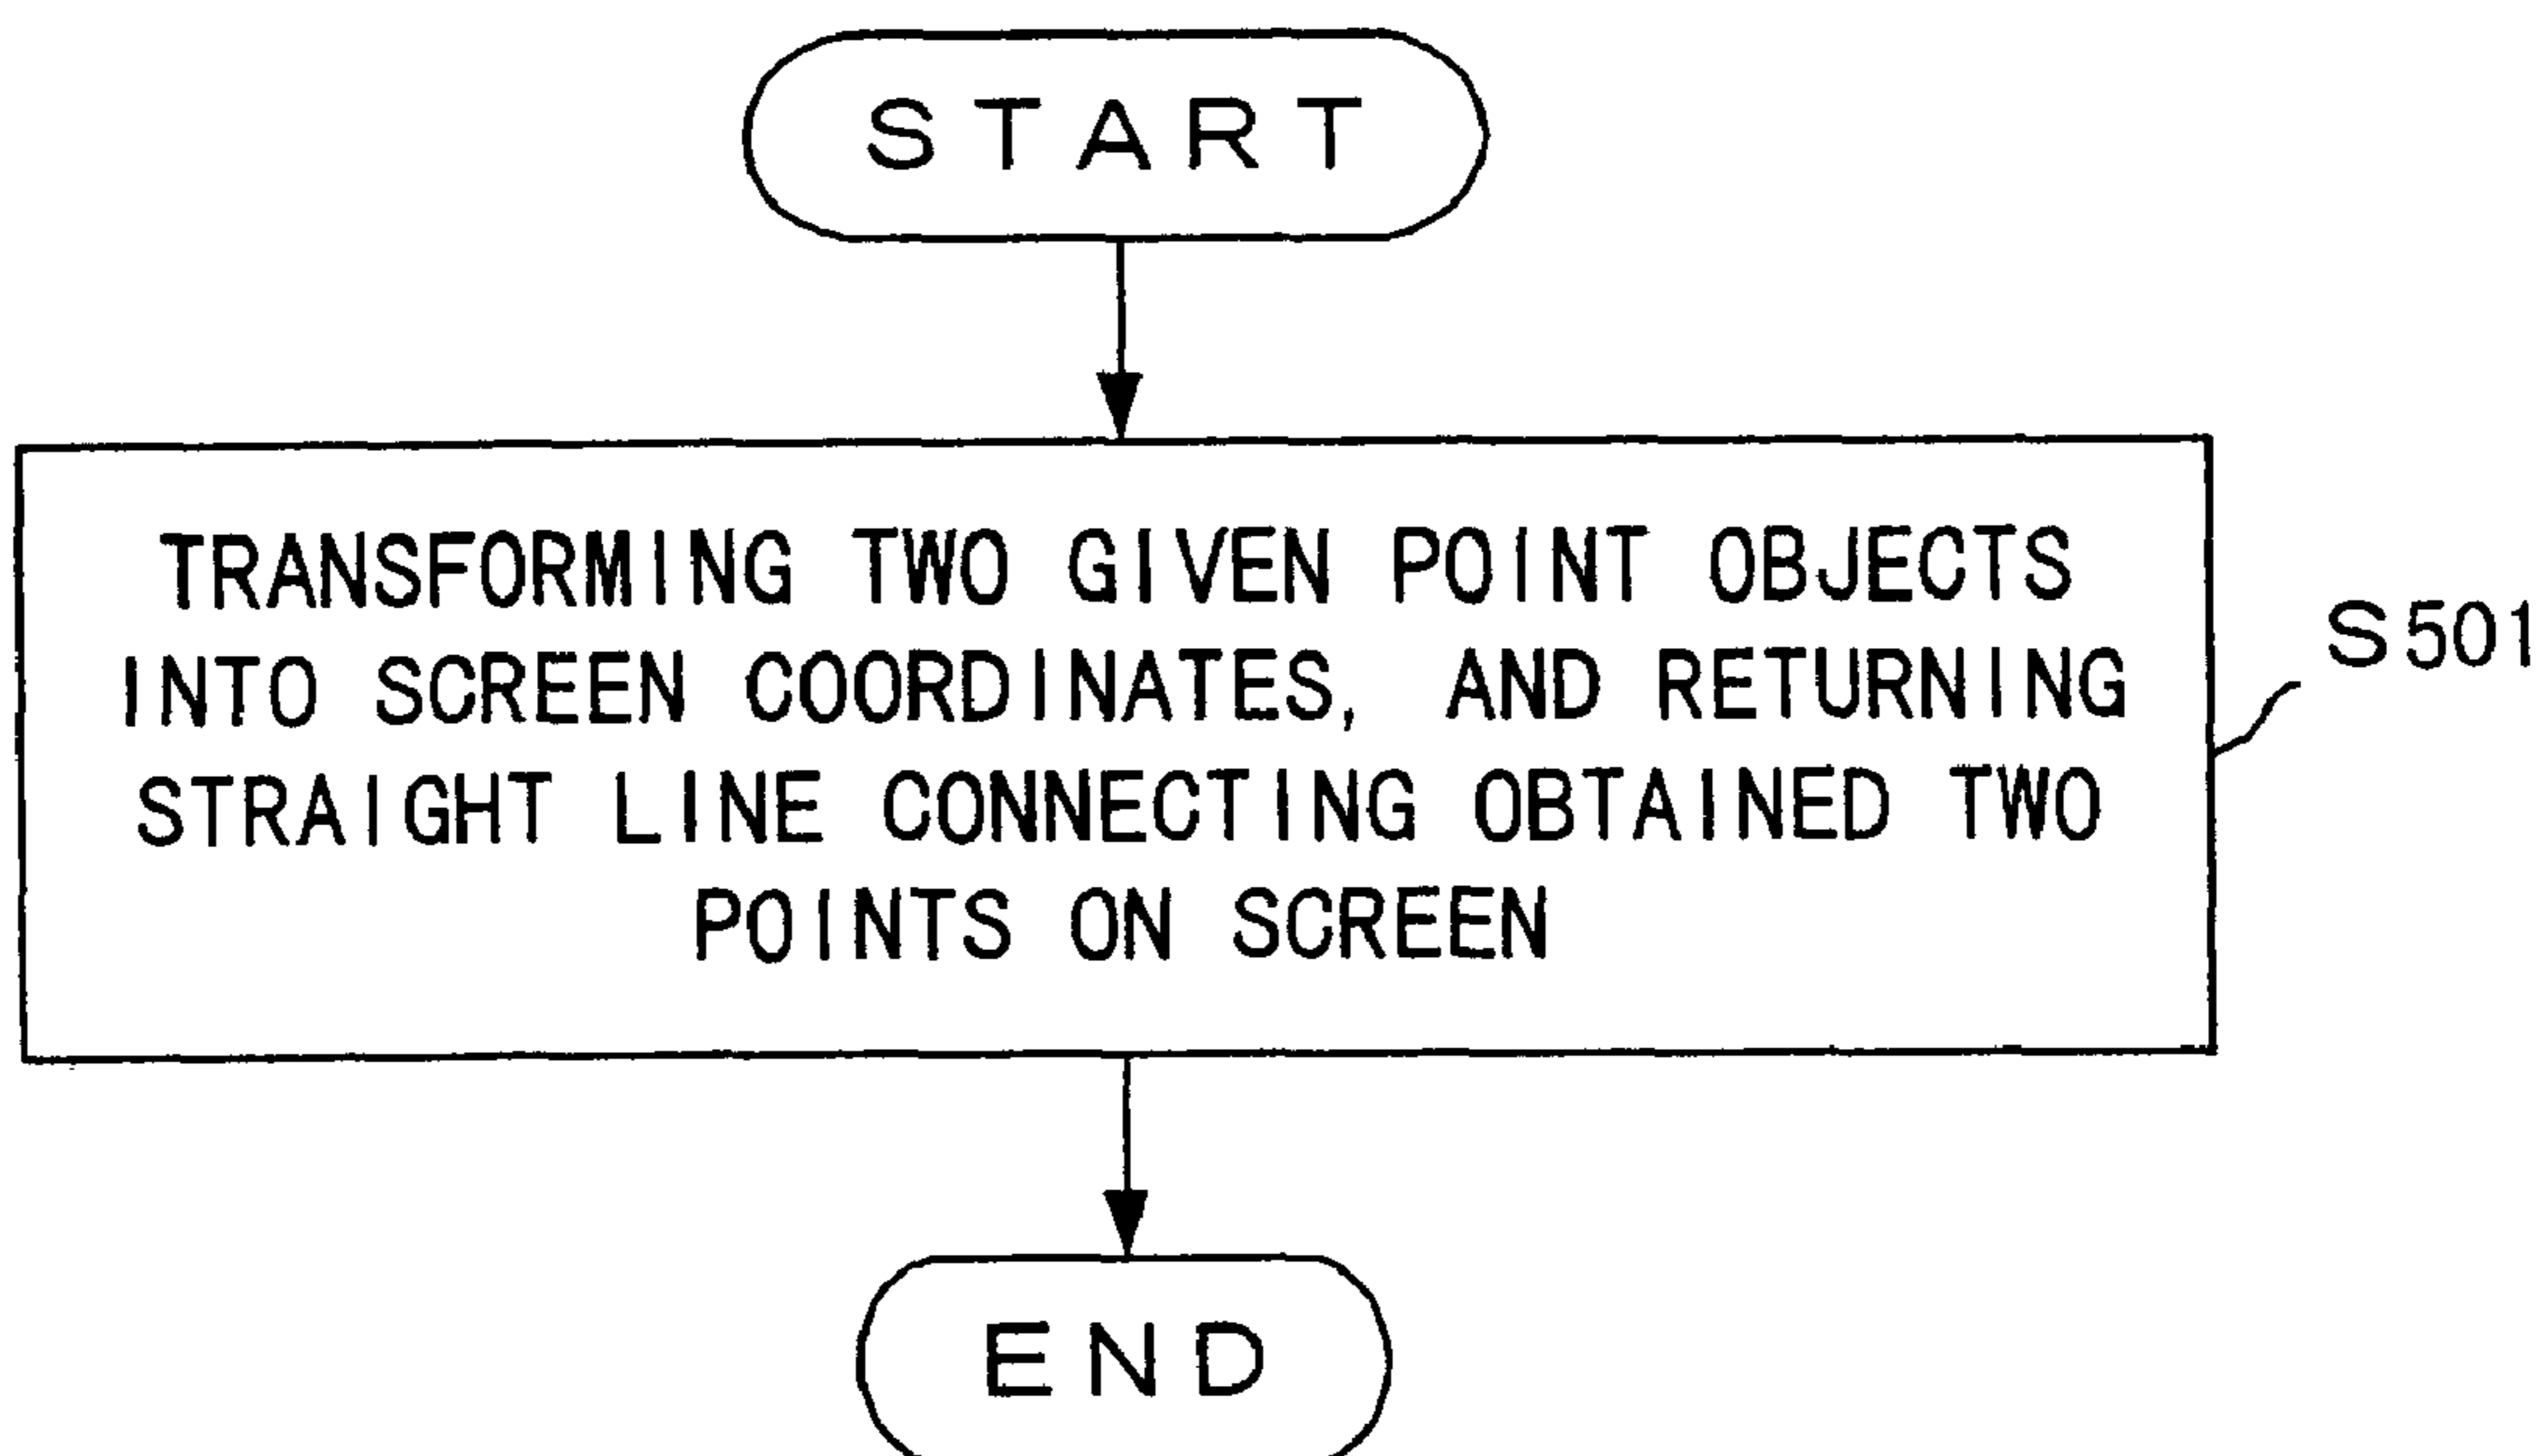 START
TRANSFORMING TWO GIVEN POINT OBJECTS
INTO SCREEN COORDINATES, AND RETURNING
STRAIGHT LINE CONNECTING OBTAINED TWO
POINTS ON SCREEN
S501
END